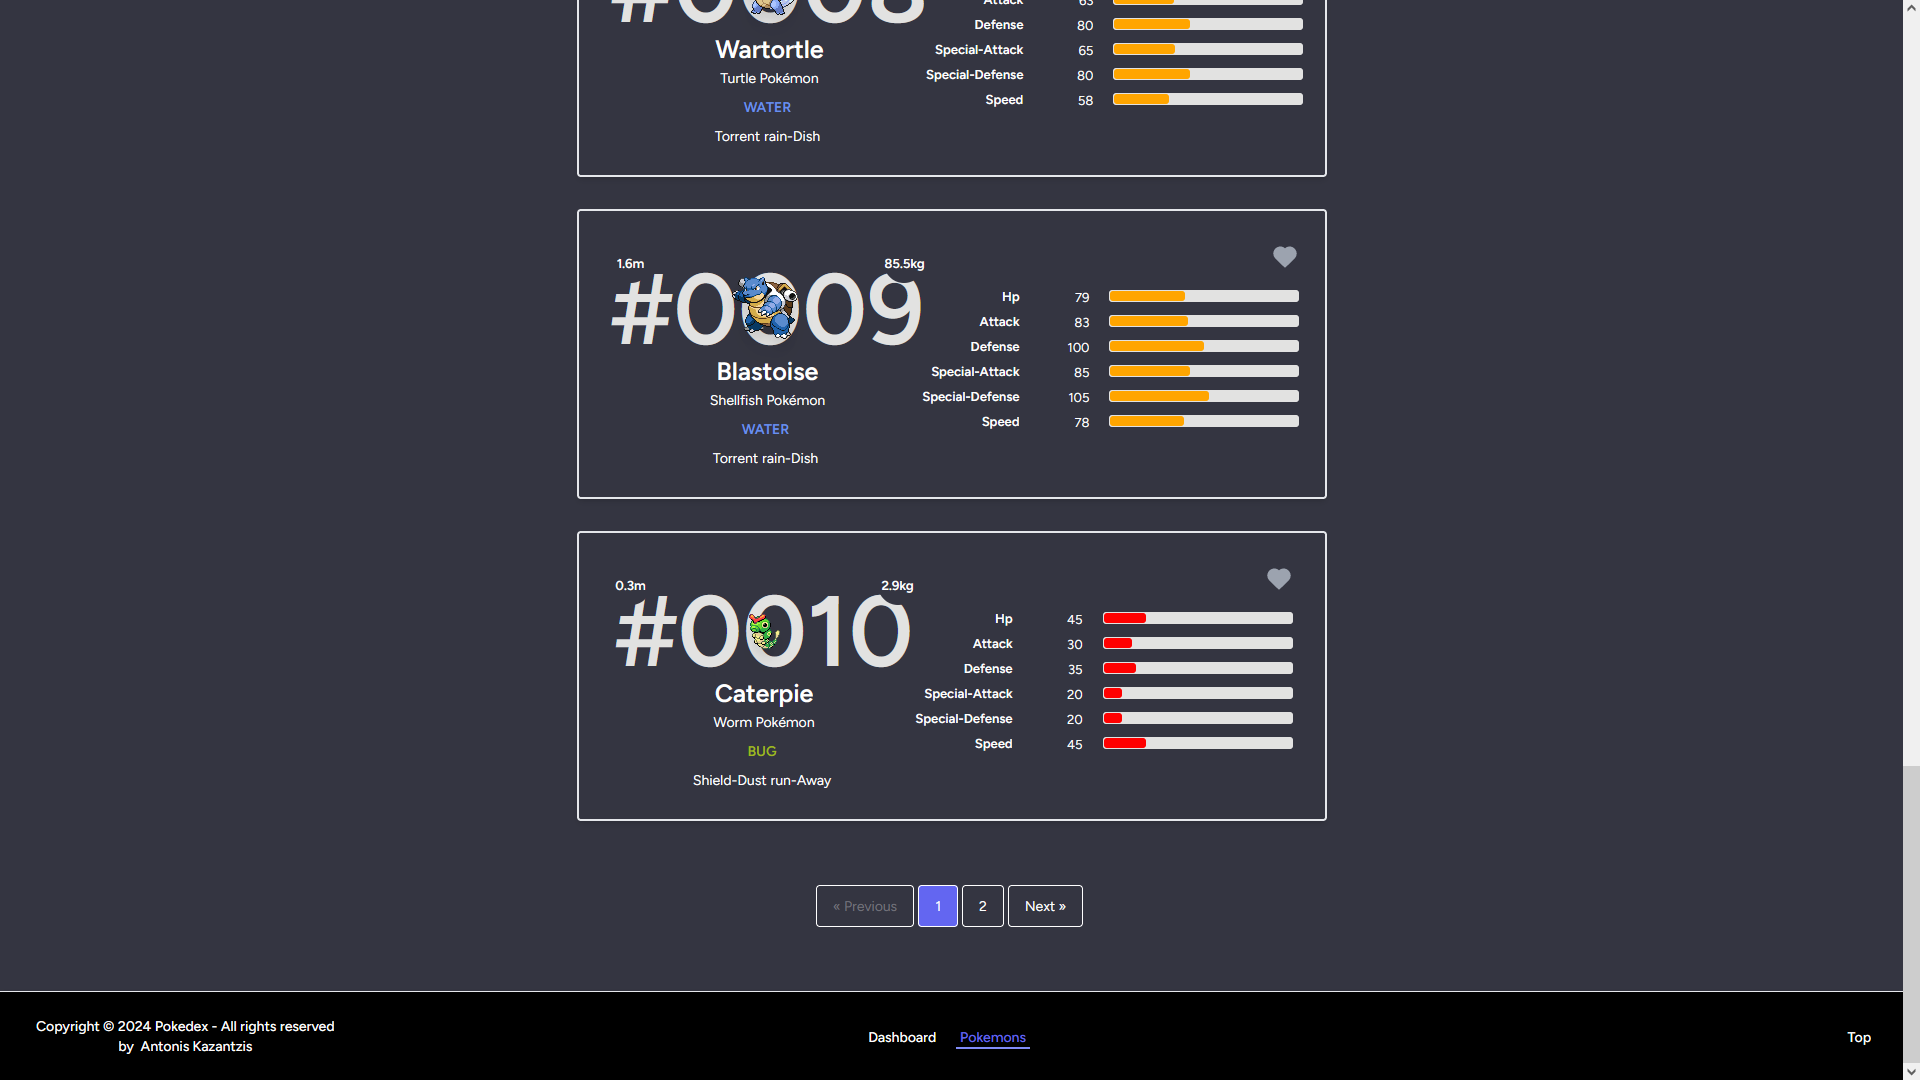 #0008
Attack 63
Defense 80
Special-Attack 65
Special-Defense 80
Speed 58
Wartortle
Turtle Pokémon
WATER
Torrent rain-Dish
1.6m 85.5kg
#0009
Blastoise
Shellfish Pokémon
WATER
Torrent rain-Dish
Hp 79
Attack 83
Defense 100
Special-Attack 85
Special-Defense 105
Speed 78
0.3m 2.9kg
#0010
Caterpie
Worm Pokémon
BUG
Shield-Dust run-Away
Hp 45
Attack 30
Defense 35
Special-Attack 20
Special-Defense 20
Speed 45
« Previous 1 2 Next »
Copyright © 2024 Pokedex - All rights reserved
by Antonis Kazantzis
Dashboard Pokemons
Top